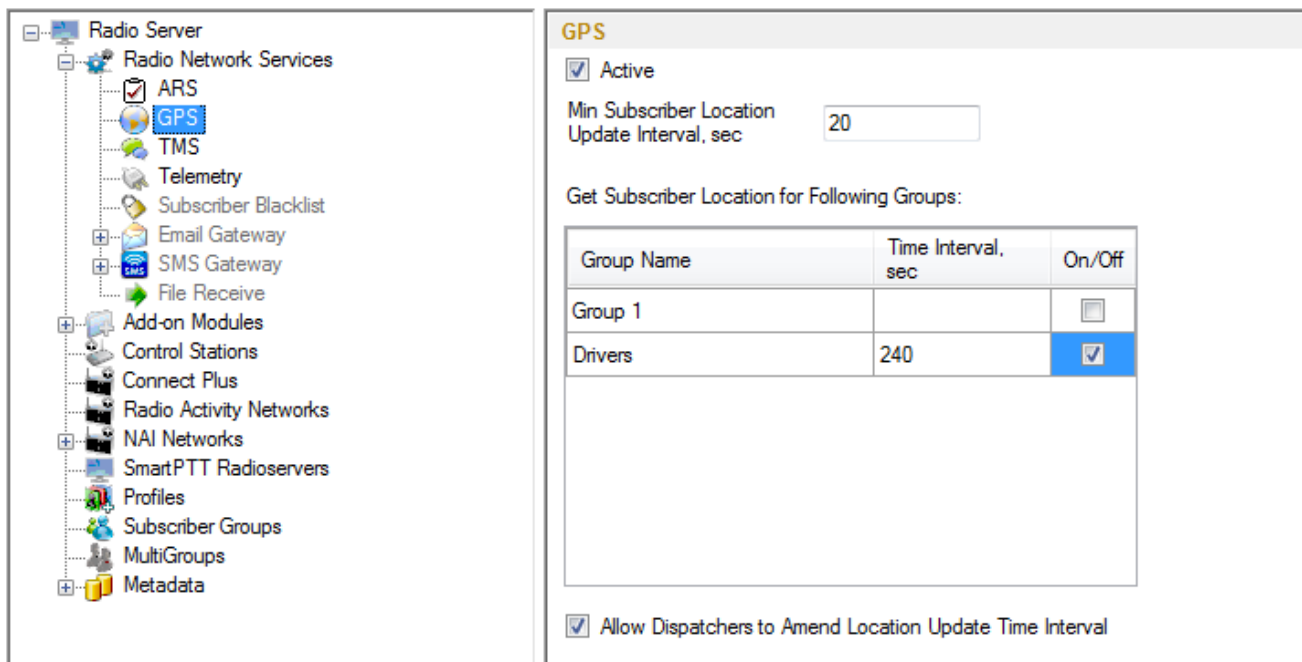 Radio Server
Radio Network Services
ARS
GPS
TMS
Telemetry
Subscriber Blacklist
Email Gateway
SMS Gateway
File Receive
Add-on Modules
Control Stations
Connect Plus
Radio Activity Networks
NAI Networks
SmartPTT Radioservers
Profiles
Subscriber Groups
MultiGroups
Metadata
GPS
Active
Min Subscriber Location
Update Interval, sec
20
Get Subscriber Location for Following Groups:
Group Name Time Interval, sec On/Off
Group 1
Drivers 240
Allow Dispatchers to Amend Location Update Time Interval